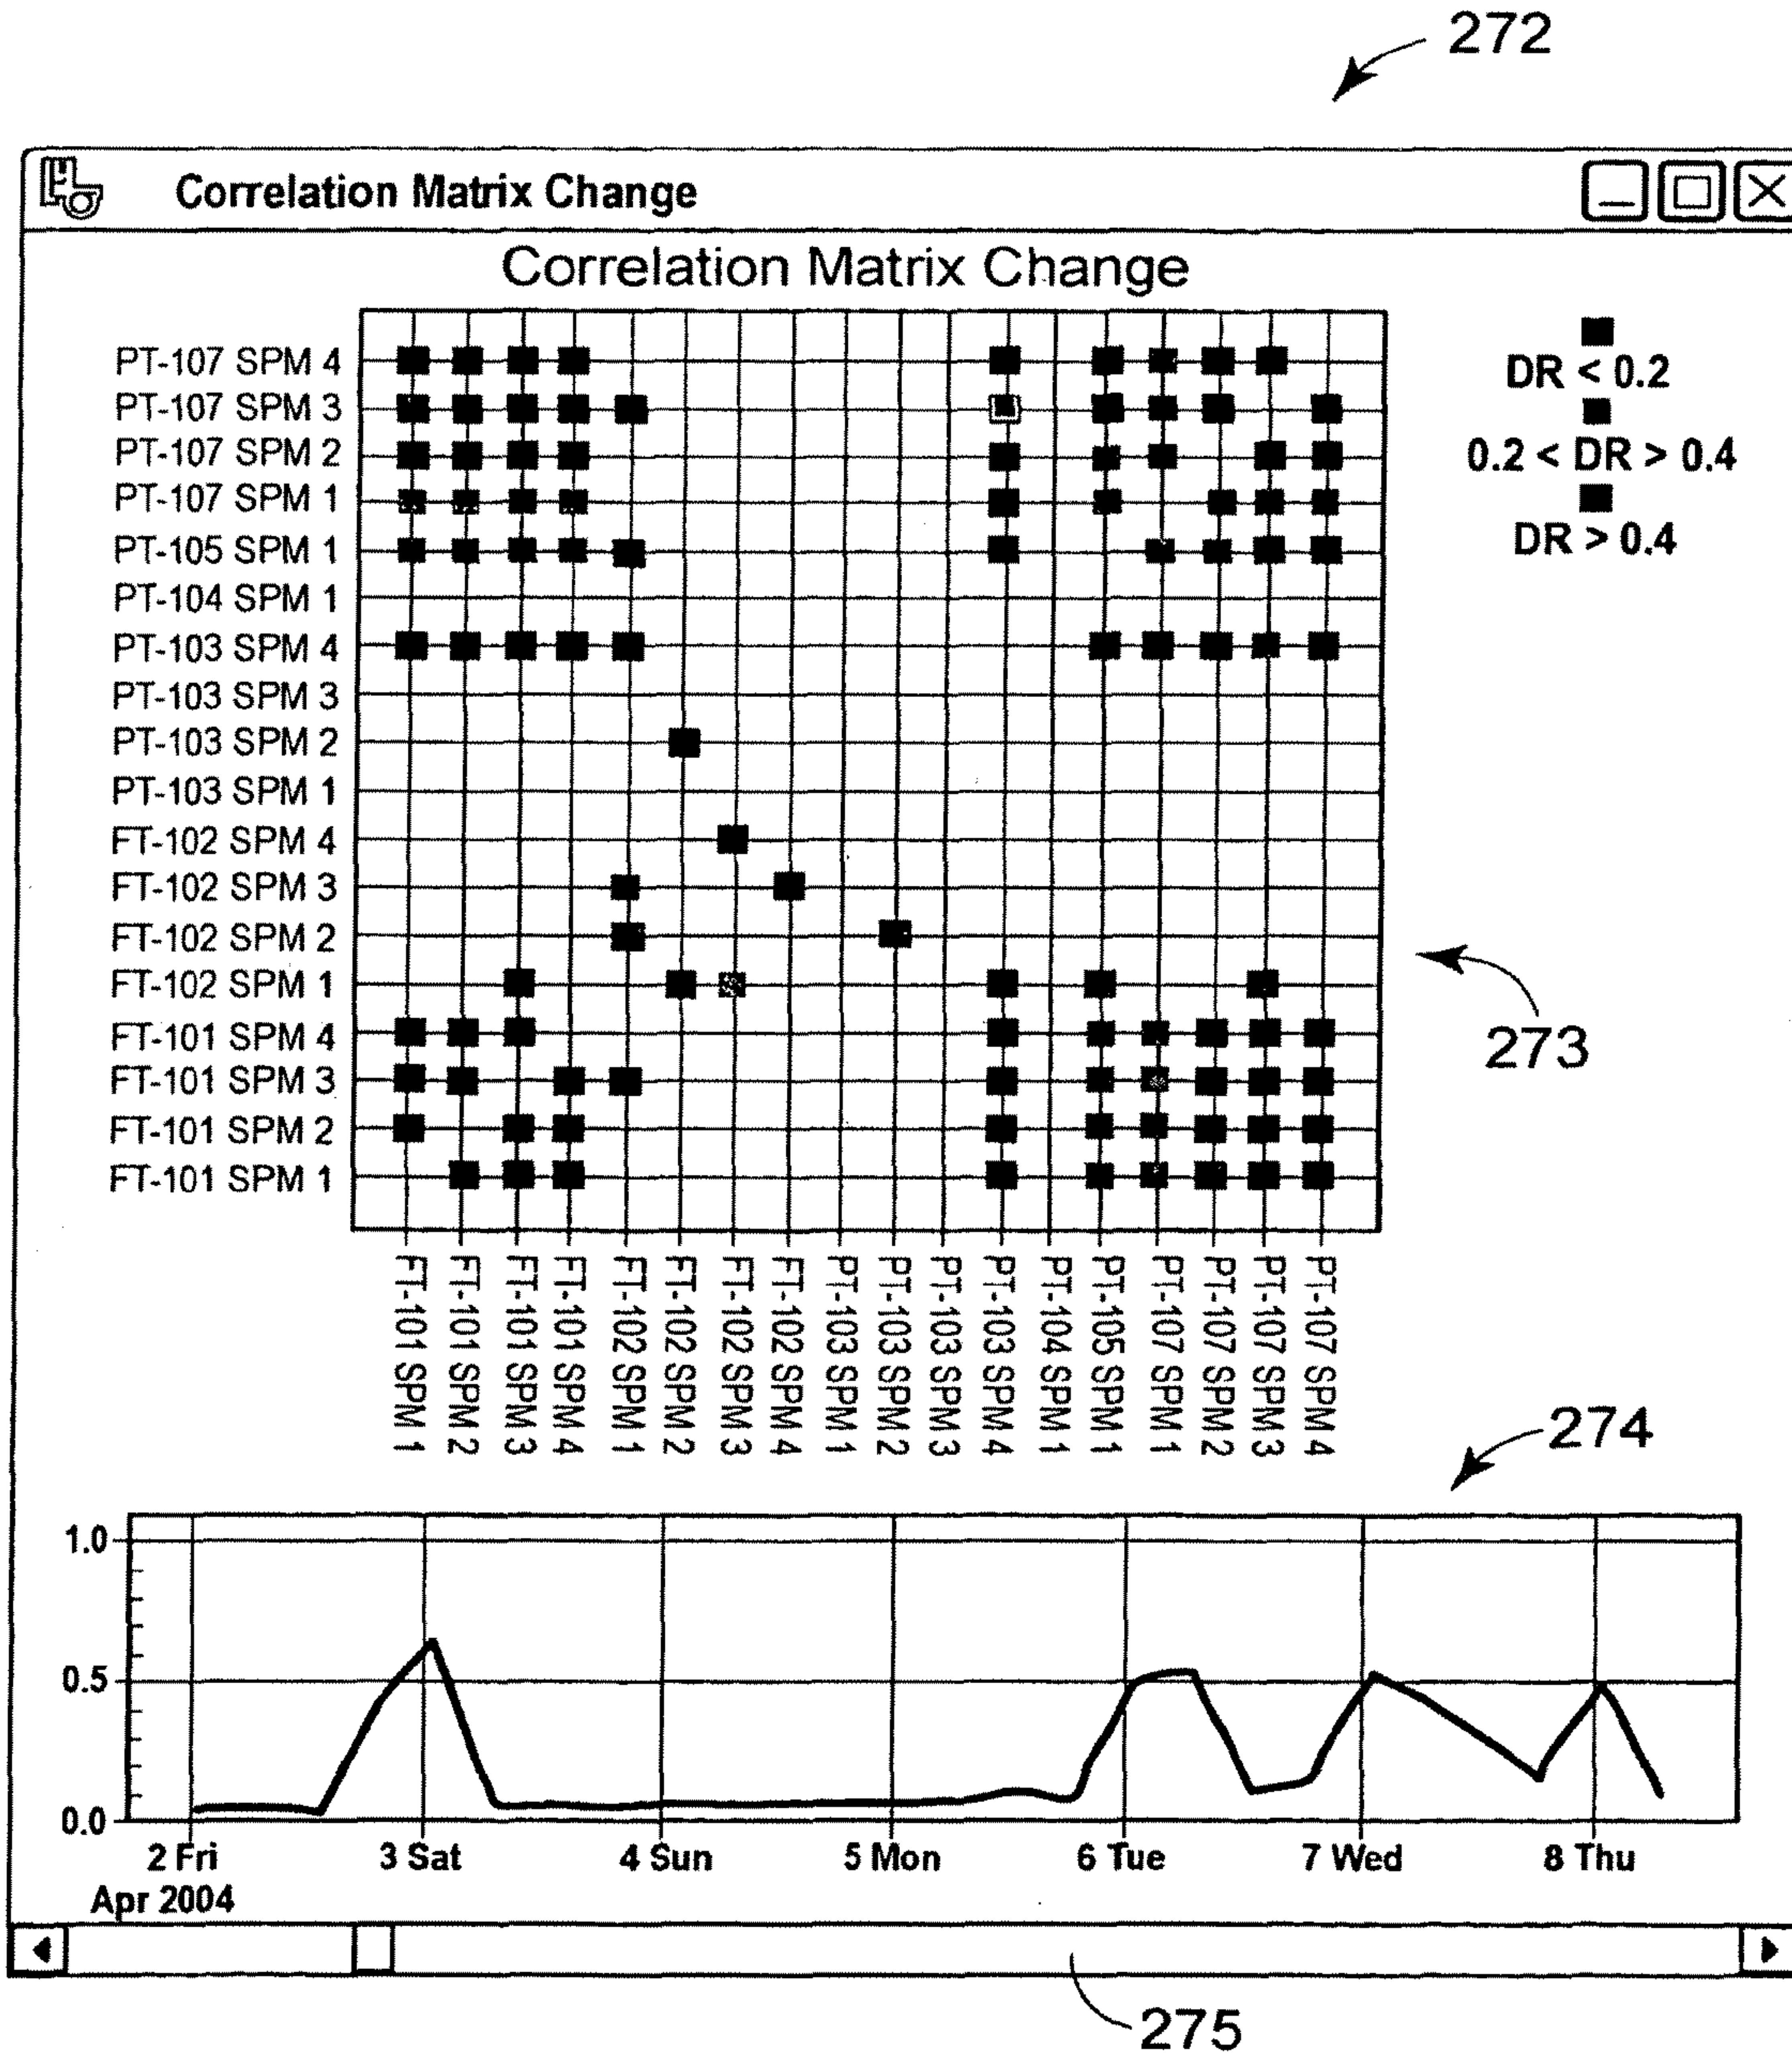 272
Correlation Matrix Change
Correlation Matrix Change
PT-107 SPM 4
PT-107 SPM 3
PT-107 SPM 2
PT-107 SPM 1
PT-105 SPM 1
PT-104 SPM 1
PT-103 SPM 4
PT-103 SPM 3
PT-103 SPM 2
PT-103 SPM 1
FT-102 SPM 4
FT-102 SPM 3
FT-102 SPM 2
FT-102 SPM 1
FT-101 SPM 4
FT-101 SPM 3
FT-101 SPM 2
FT-101 SPM 1
DR < 0.2
0.2 < DR > 0.4
DR > 0.4
273
FT-101 SPM 1
FT-101 SPM 2
FT-101 SPM 3
FT-101 SPM 4
FT-102 SPM 1
FT-102 SPM 2
FT-102 SPM 3
FT-102 SPM 4
PT-103 SPM 1
PT-103 SPM 2
PT-103 SPM 3
PT-103 SPM 4
PT-104 SPM 1
PT-105 SPM 1
PT-107 SPM 1
PT-107 SPM 2
PT-107 SPM 3
PT-107 SPM 4
274
1.0
0.5
0.0
2 Fri 3 Sat 4 Sun 5 Mon 6 Tue 7 Wed 8 Thu
Apr 2004
275